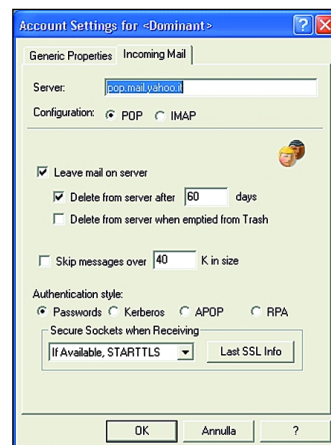 Account Settings for <Dominant>
Generic Properties Incoming Mail
Server: pop.mail.yahoo.it
Configuration: POP IMAP
Leave mail on server
Delete from server after 60 days
Delete from server when emptied from Trash
Skip messages over 40 K in size
Authentication style:
Passwords Kerberos APOP RPA
Secure Sockets when Receiving
If Available, STARTTLS Last SSL Info
OK Annulla ?